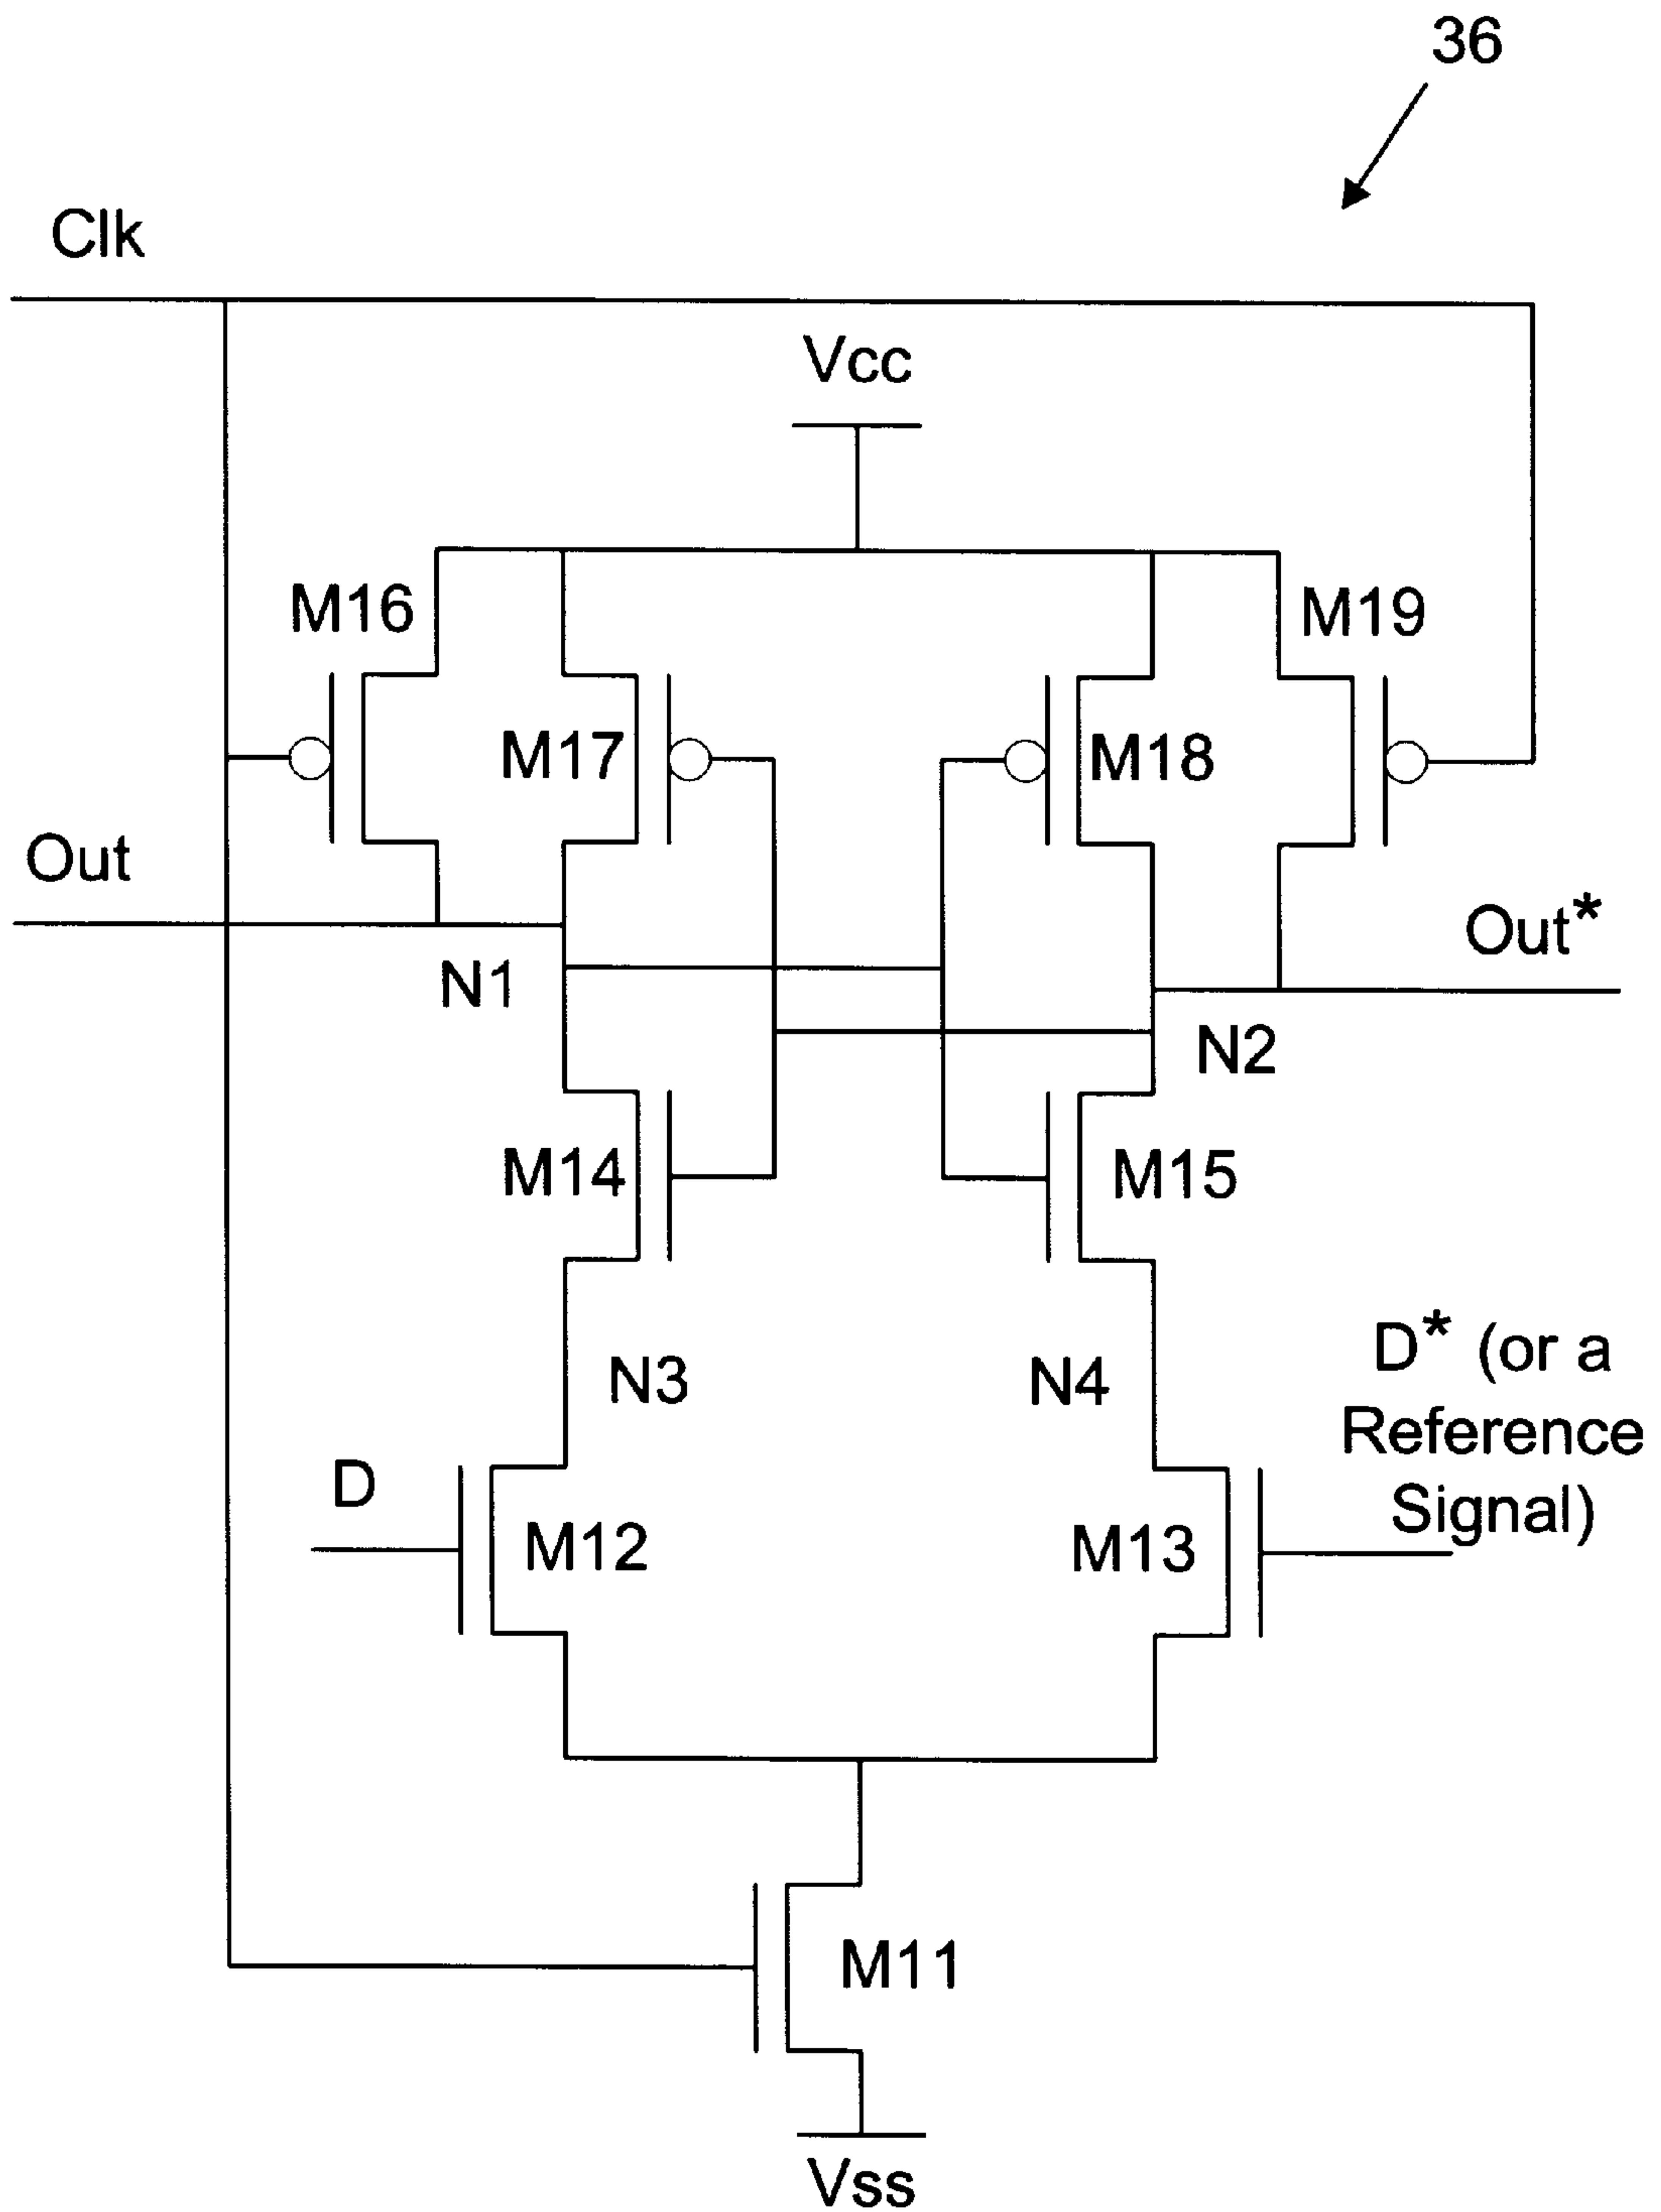 36
Clk
Vcc
M16
M19
M17
M18
Out
Out*
N1
N2
M14
M15
D* (or a
Reference
Signal)
N3
N4
D
M12
M13
M11
Vss